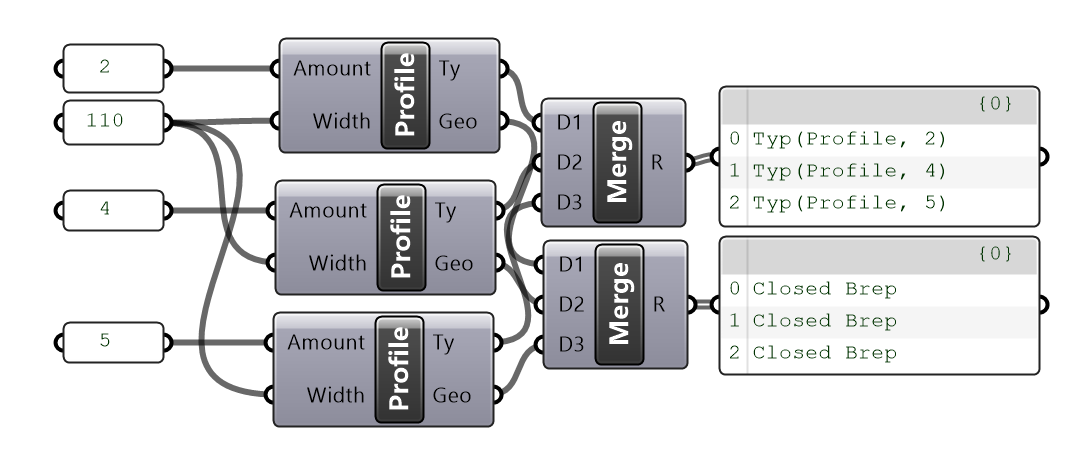 2
110
Amount
Width
Profile
Ty
Geo
4
Amount
Width
Profile
Ty
Geo
5
Amount
Width
Profile
Ty
Geo
D1
D2
D3
Merge
R
{0}
0 Typ(Profile, 2)
1 Typ(Profile, 4)
2 Typ(Profile, 5)
D1
D2
D3
Merge
R
{0}
0 Closed Brep
1 Closed Brep
2 Closed Brep